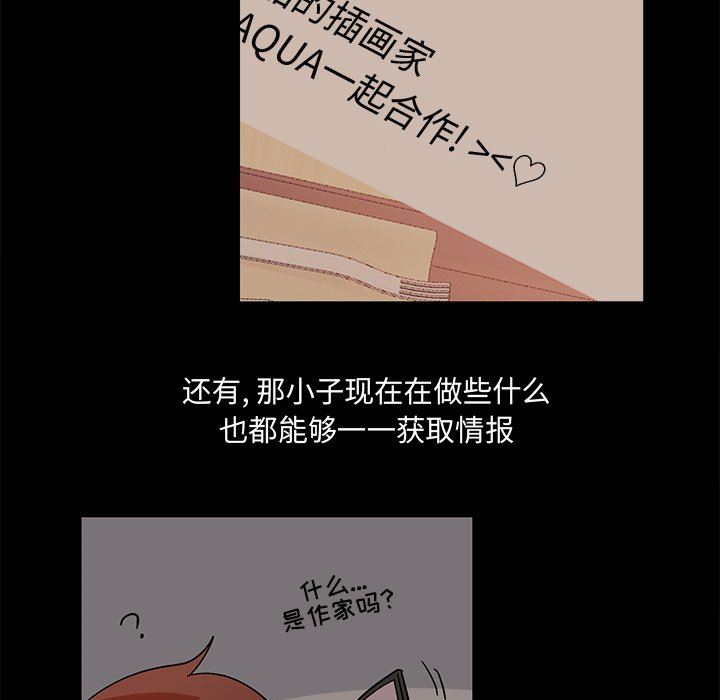 的插画家
AQUA一起合作! ><♡
还有, 那小子现在在做些什么
也都能够一一获取情报
什么...
是作家吗?
?